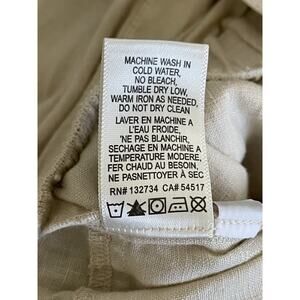 MACHINE WASH IN
COLD WATER,
NO BLEACH,
TUMBLE DRY LOW,
WARM IRON AS NEEDED,
DO NOT DRY CLEAN
LAVER EN MACHINE A
L'EAU FROIDE,
'NE PAS BLANCHIR,
SECHAGE EN MACHINE A
TEMPERATURE MODERE,
FER CHAUD AU BESOIN,
NE PASNETTOYER À SEC
RN# 132734 CA# 54517